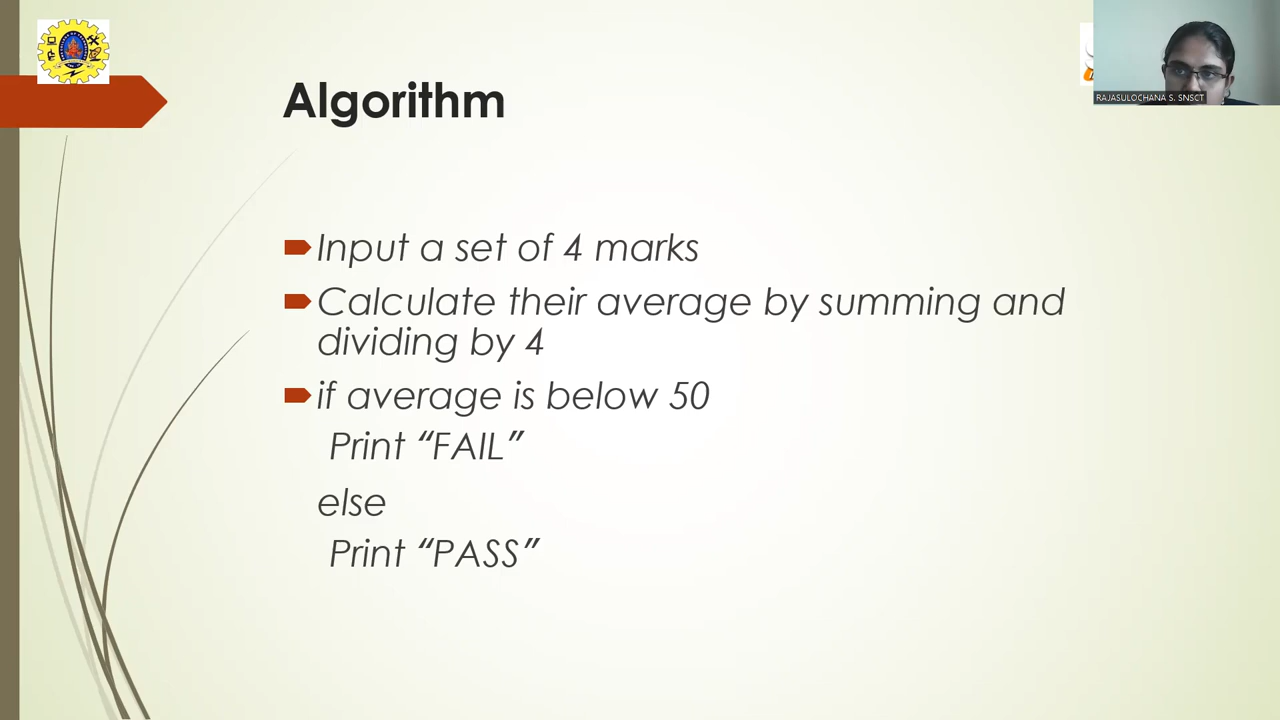 Algorithm
RAJASULOCHANA S. SNSCT
Input a set of 4 marks
Calculate their average by summing and
dividing by 4
if average is below 50
Print “FAIL”
else
Print “PASS”